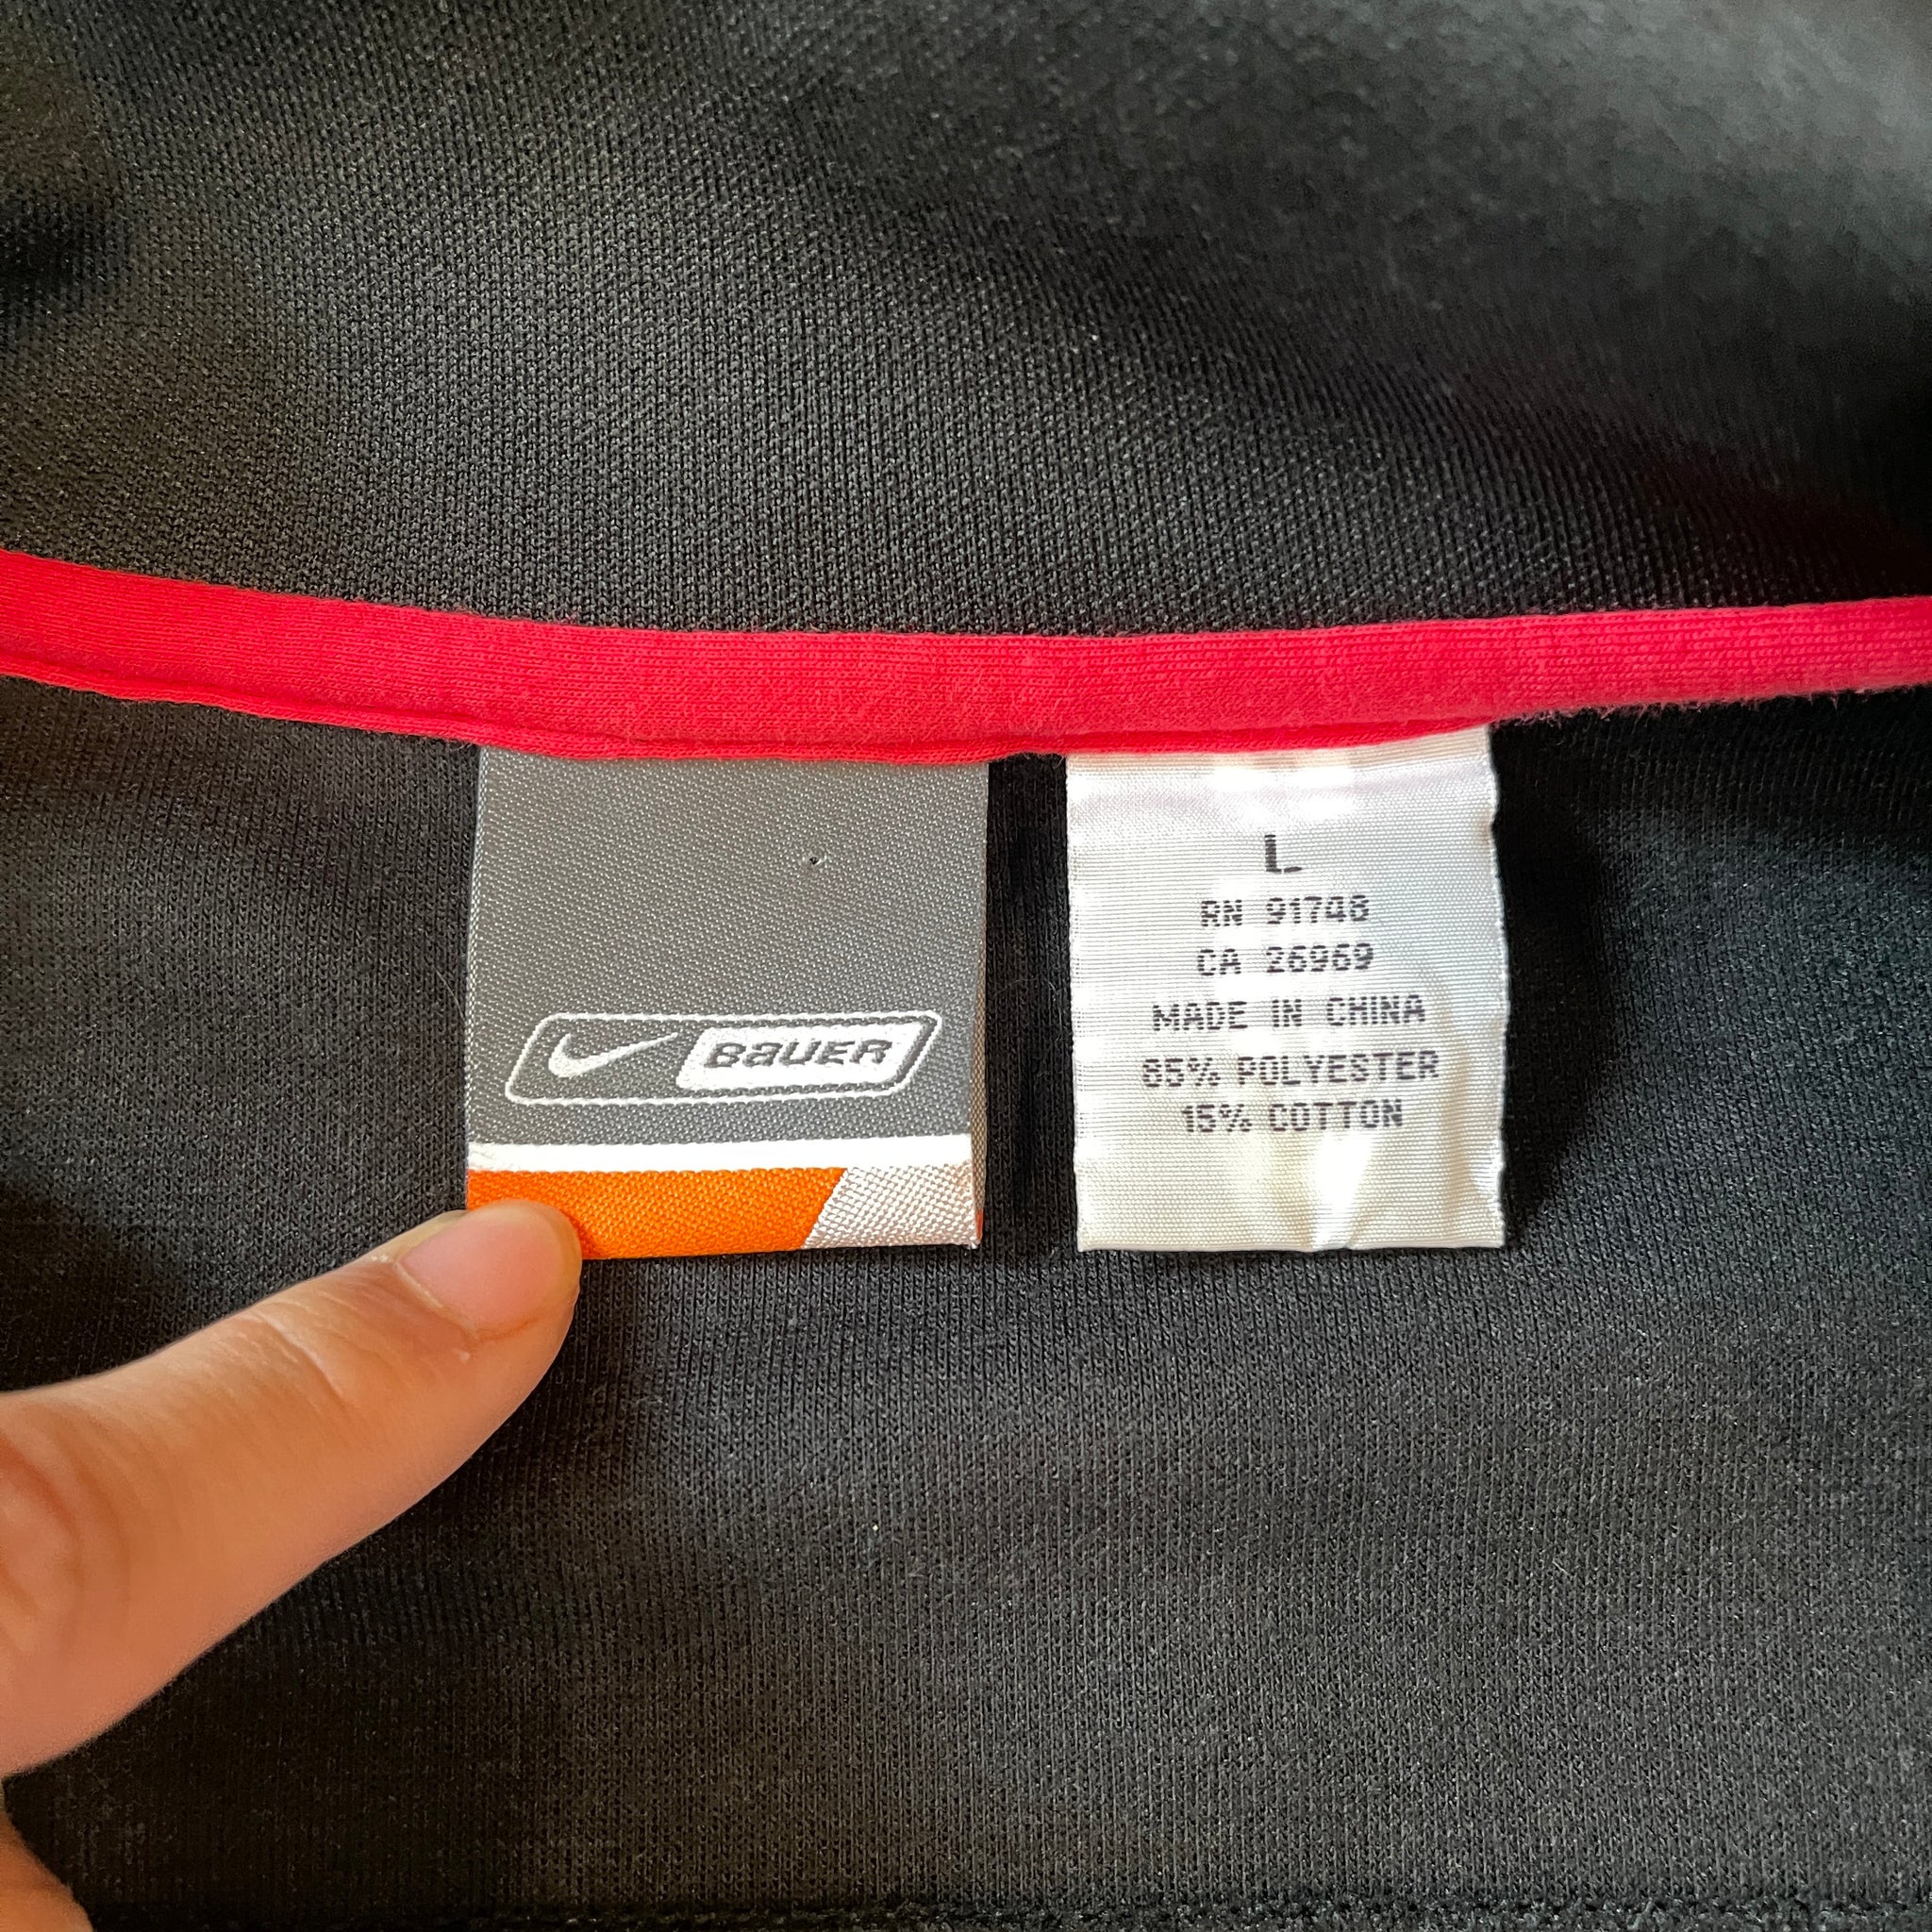 BaUER
L
RN 91748
CA 26969
MADE IN CHINA
85% POLYESTER
15% COTTON